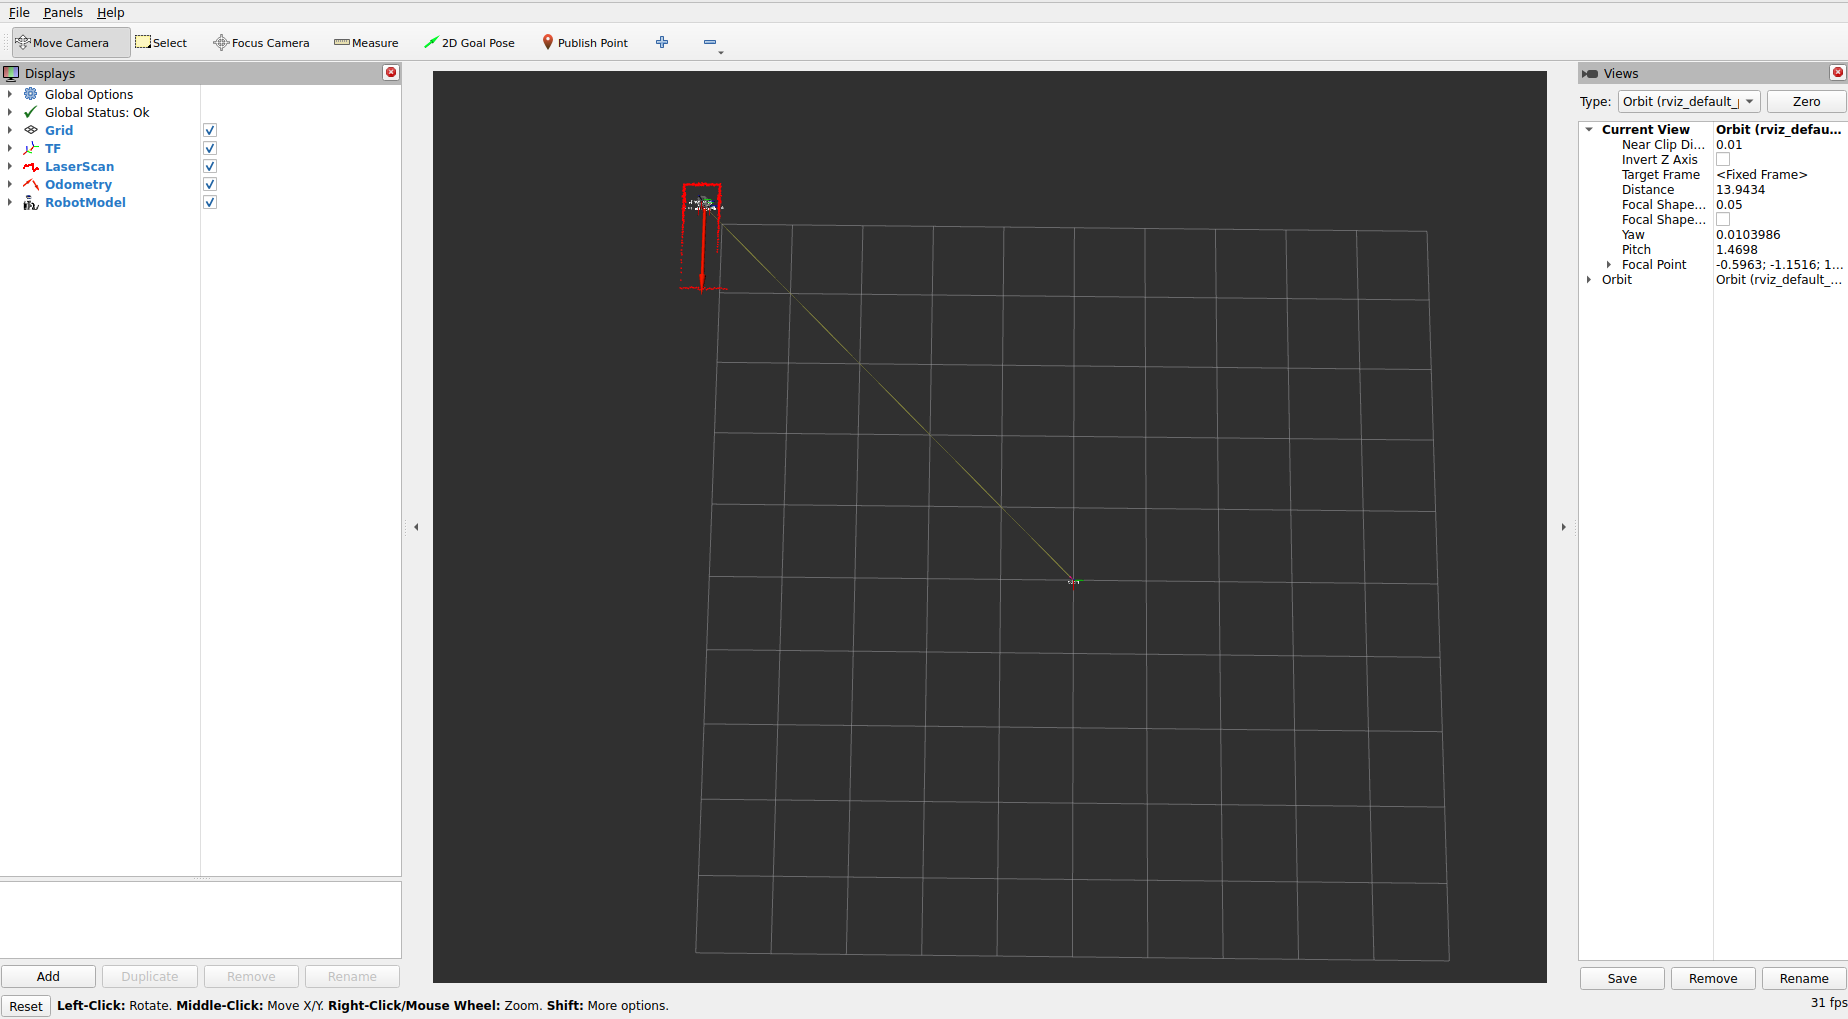 File Panels Help
Move Camera Select Focus Camera Measure 2D Goal Pose Publish Point
Displays
Global Options
Global Status: Ok
Grid
TF
LaserScan
Odometry
RobotModel
Add Duplicate Remove Rename
Reset Left-Click: Rotate. Middle-Click: Move X/Y. Right-Click/Mouse Wheel: Zoom. Shift: More options.
Views
Type: Orbit (rviz_default_ Zero
Current View Orbit (rviz_defau...
Near Clip Di... 0.01
Invert Z Axis
Target Frame <Fixed Frame>
Distance 13.9434
Focal Shape... 0.05
Focal Shape...
Yaw 0.0103986
Pitch 1.4698
Focal Point -0.5963; -1.1516; 1...
Orbit Orbit (rviz_default_...
Save Remove Rename
31 fps